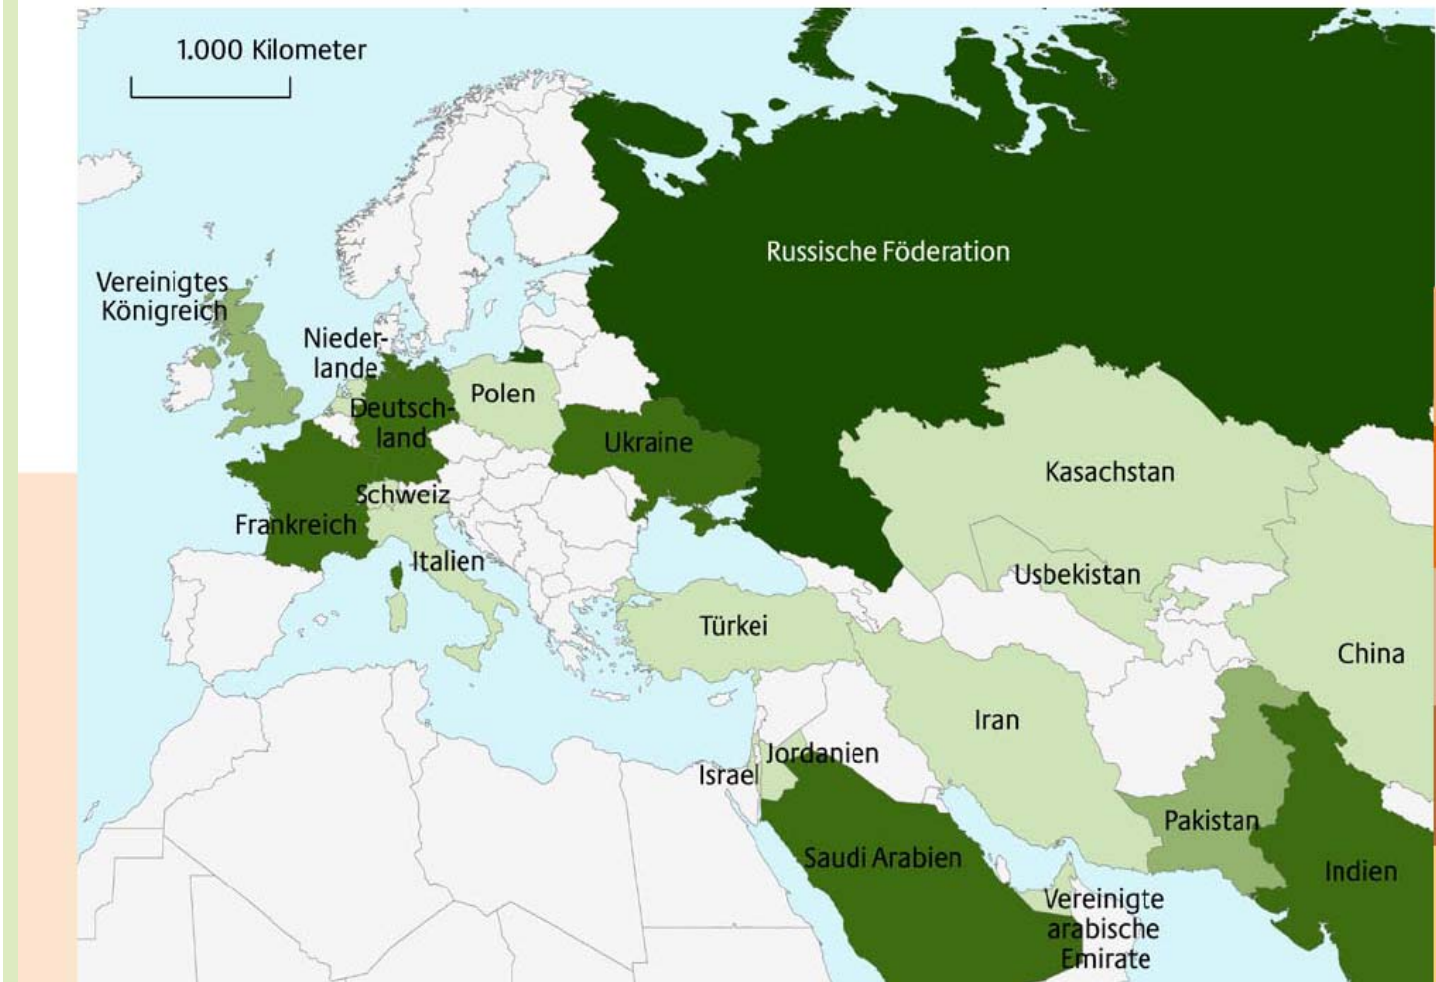 1.000 Kilometer
Russische Föderation
Vereinigtes
Königreich
Nieder-
lande
Polen
Deutsch-
land
Ukraine
Kasachstan
Schweiz
Frankreich
Italien
Usbekistan
Türkei
China
Iran
Jordanien
Israel
Pakistan
Saudi Arabien
Indien
Vereinigte
arabische
Emirate